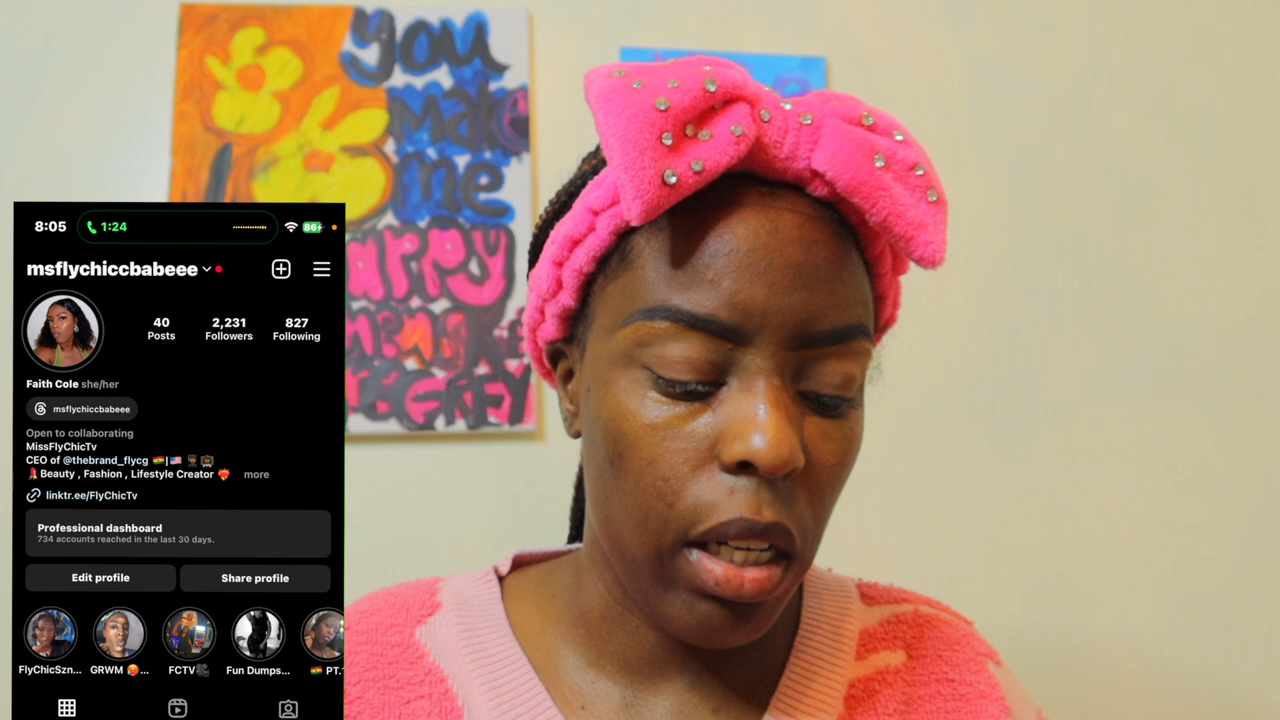 you
make
me
Happy
8:05 1:24 86
msflychiccbabeee
40 2,231 827
Posts Followers Following
Faith Cole she/her
msflychiccbabeee
Open to collaborating
MissFlyChicTv
CEO of @thebrand_flycg 🇬🇭|🇺🇸
💄Beauty , Fashion , Lifestyle Creator ❤️‍🔥 more
linktr.ee/FlyChicTv
Professional dashboard
734 accounts reached in the last 30 days.
Edit profile Share profile
FlyChicSzn... GRWM 🥵... FCTV🎥 Fun Dumps... 🇬🇭 PT.